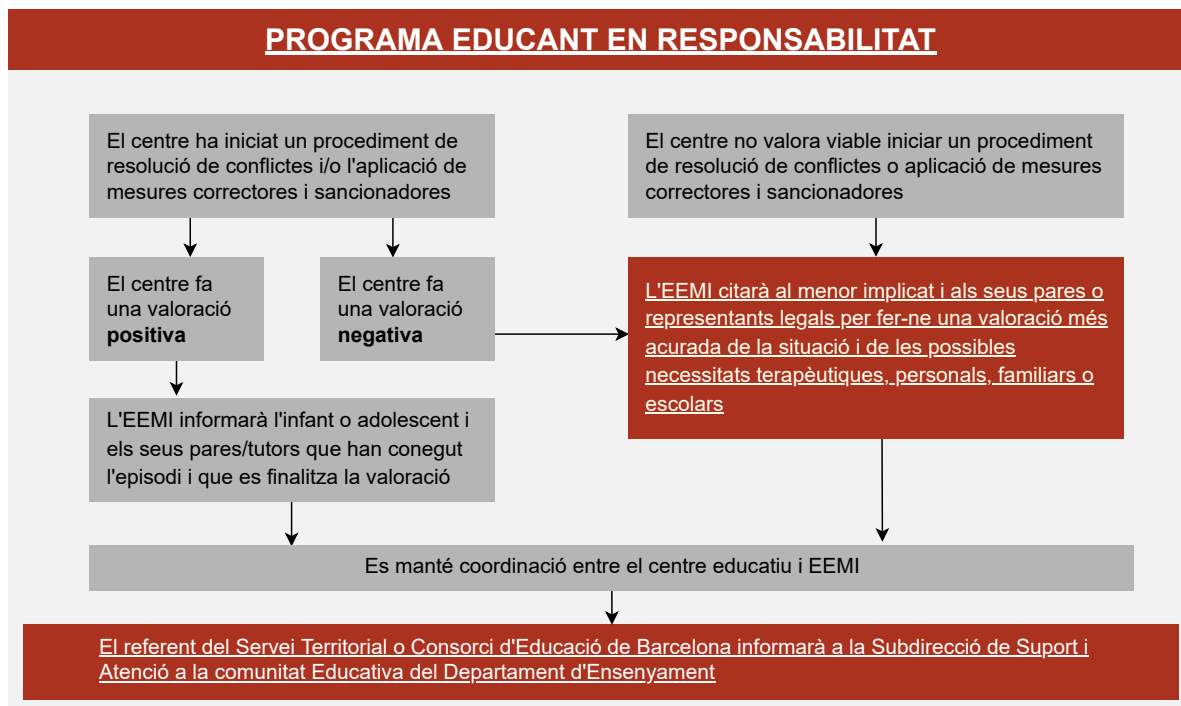 PROGRAMA EDUCANT EN RESPONSABILITAT
El centre ha iniciat un procediment de
resolució de conflictes i/o l'aplicació de
mesures correctores i sancionadores
El centre no valora viable iniciar un procediment
de resolució de conflictes o aplicació de mesures
correctores i sancionadores
El centre fa
una valoració
positiva
El centre fa
una valoració
negativa
L'EEMI citarà al menor implicat i als seus pares o
representants legals per fer-ne una valoració més
acurada de la situació i de les possibles
necessitats terapèutiques, personals, familiars o
escolars
L'EEMI informarà l'infant o adolescent i
els seus pares/tutors que han conegut
l'episodi i que es finalitza la valoració
Es manté coordinació entre el centre educatiu i EEMI
El referent del Servei Territorial o Consorci d'Educació de Barcelona informarà a la Subdirecció de Suport i
Atenció a la comunitat Educativa del Departament d'Ensenyament